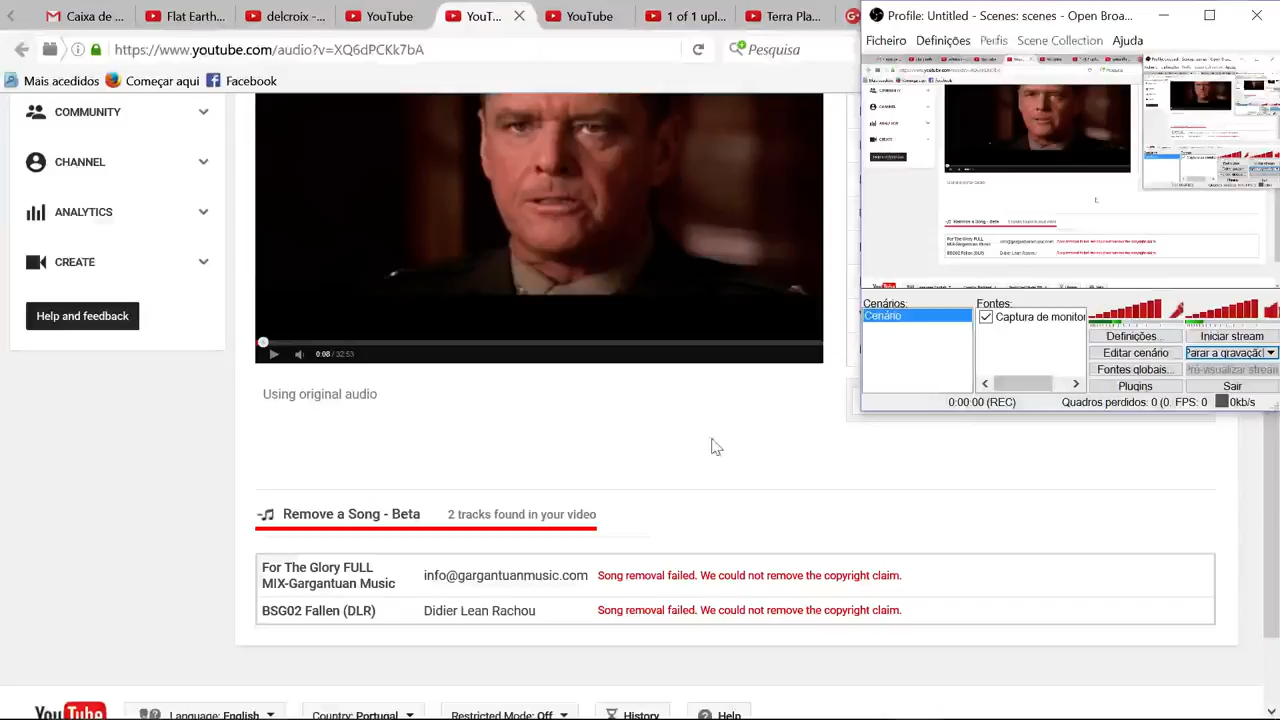 Caixa de
Flat Earth
delcroix -
YouTube
YouT...
YouTube
1 of 1 upl...
Terra Pla
Profile: Untitled - Scenes: scenes - Open Broa...
https://www.youtube.com/audio?v=XQ6dPCKk7bA
Pesquisa
Ficheiro Definições Perfis Scene Collection Ajuda
Mais acedidos Começar a Facebook
COMMUNITY
CHANNEL
ANALYTICS
CREATE
Help and feedback
0:08 / 32:53
Using original audio
Cenários:
Cenário
Fontes:
Captura de monitor
Definições... Iniciar stream
Editar cenário Parar a gravação
Fontes globais... Pré-visualizar stream
Plugins Sair
0:00:00 (REC) Quadros perdidos: 0 (0. FPS: 0 0kb/s
Remove a Song - Beta 2 tracks found in your video
For The Glory FULL
MIX-Gargantuan Music info@gargantuanmusic.com Song removal failed. We could not remove the copyright claim.
BSG02 Fallen (DLR) Didier Lean Rachou Song removal failed. We could not remove the copyright claim.
YouTube Language: English Country: Portugal Restricted Mode: Off History Help